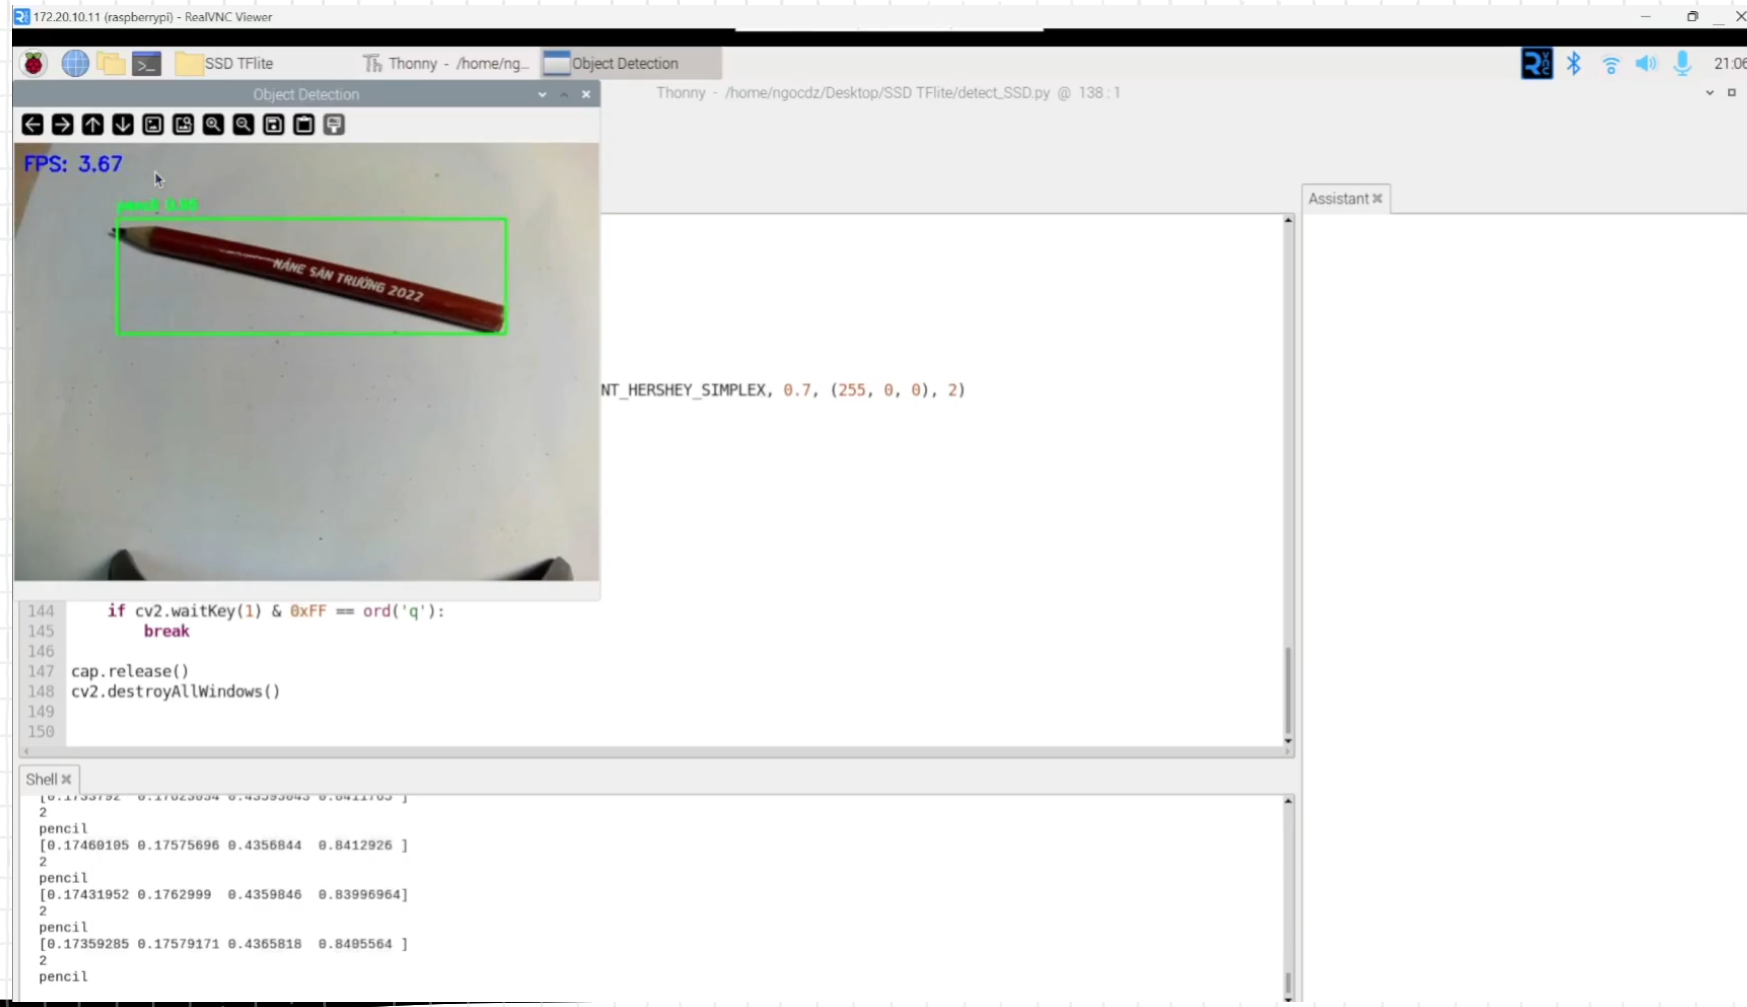 172.20.10.11 (raspberrypi) - RealVNC Viewer
SSD TFlite
Thonny - /home/ng...
Object Detection
21:06
Object Detection
Thonny - /home/ngocdz/Desktop/SSD TFlite/detect_SSD.py @ 138:1
FPS: 3.67
pencil
SÂN TRƯỜNG 2022
Assistant
NT_HERSHEY_SIMPLEX, 0.7, (255, 0, 0), 2)
144 if cv2.waitKey(1) & 0xFF == ord('q'):
145 break
146
147 cap.release()
148 cv2.destroyAllWindows()
149
150
Shell
2
pencil
[0.17460105 0.17575696 0.4356844 0.8412926 ]
2
pencil
[0.17431952 0.1762999 0.4359846 0.83996964]
2
pencil
[0.17359285 0.17579171 0.4365818 0.8405564 ]
2
pencil